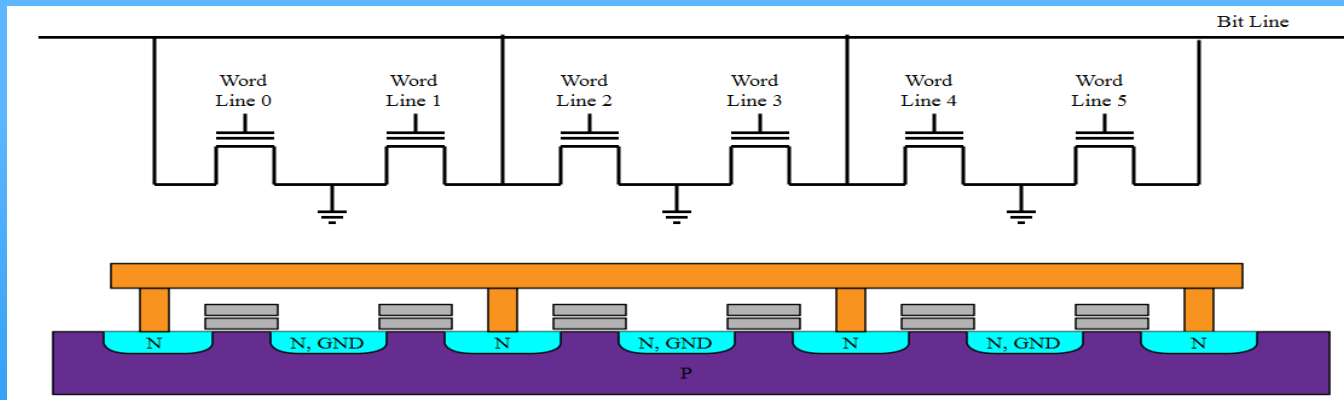 Bit Line
Word
Line 0
Word
Line 1
Word
Line 2
Word
Line 3
Word
Line 4
Word
Line 5
N
N, GND
N
N, GND
N
N, GND
N
P